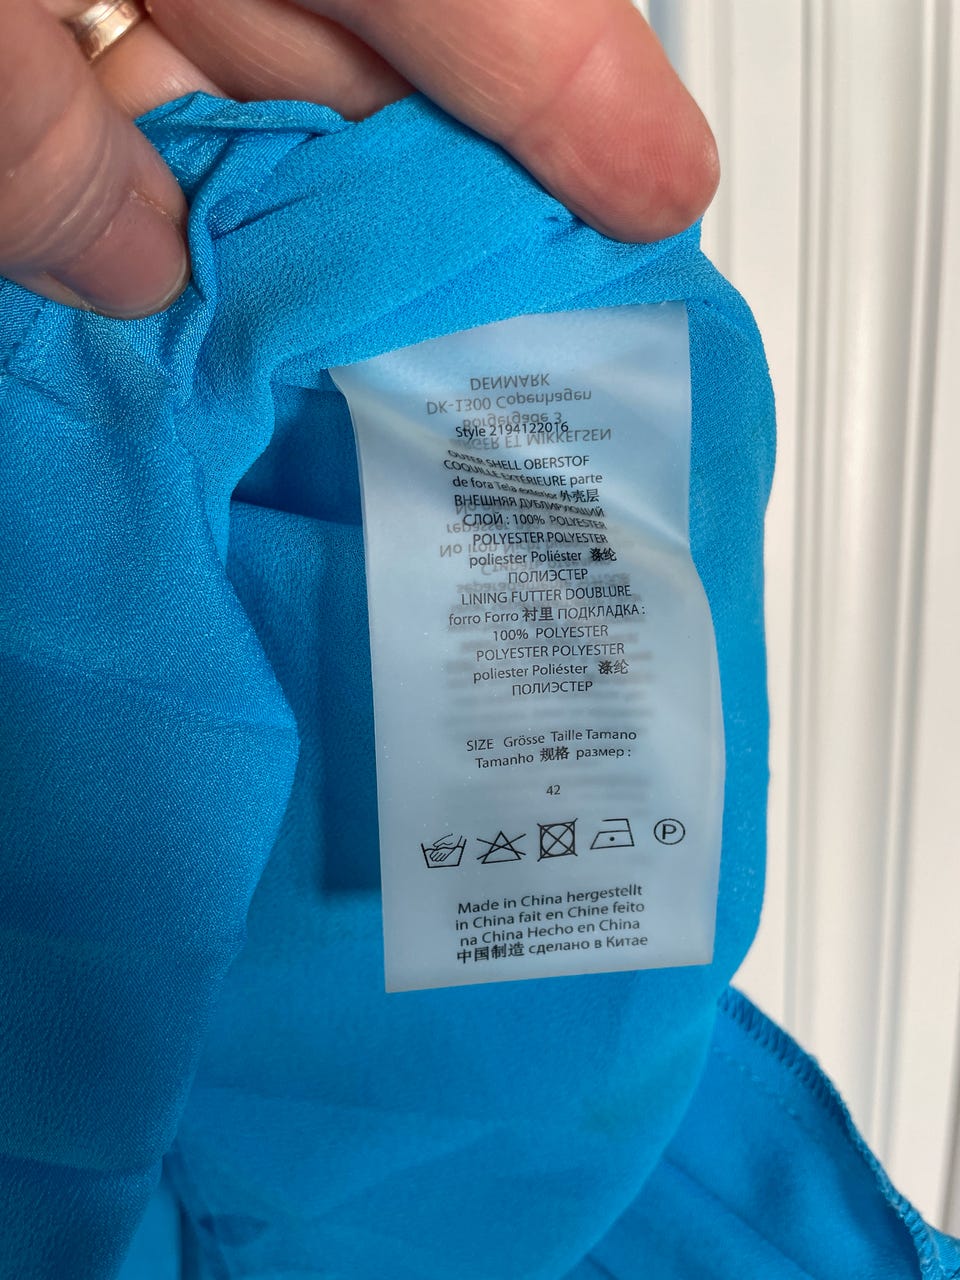 DENMARK
DK-1300 Copenhagen
Borgergade 3
ET MIKKELSEN
Style 2194122016
OUTER SHELL OBERSTOF
COQUILLE EXTÉRIEURE parte
de fora Tela exterior 外壳层
ВНЕШНЯЯ ДУБЛИРУЮЩИЙ
СЛОЙ : 100% POLYESTER
POLYESTER POLYESTER
poliester Poliéster 涤纶
ПОЛИЭСТЕР
LINING FUTTER DOUBLURE
forro Forro 衬里 ПОДКЛАДКА :
100% POLYESTER
POLYESTER POLYESTER
poliester Poliéster 涤纶
ПОЛИЭСТЕР
SIZE Grösse Taille Tamano
Tamanho 规格 размер :
42
P
Made in China hergestellt
in China fait en Chine feito
na China Hecho en China
中国制造 сделано в Китае